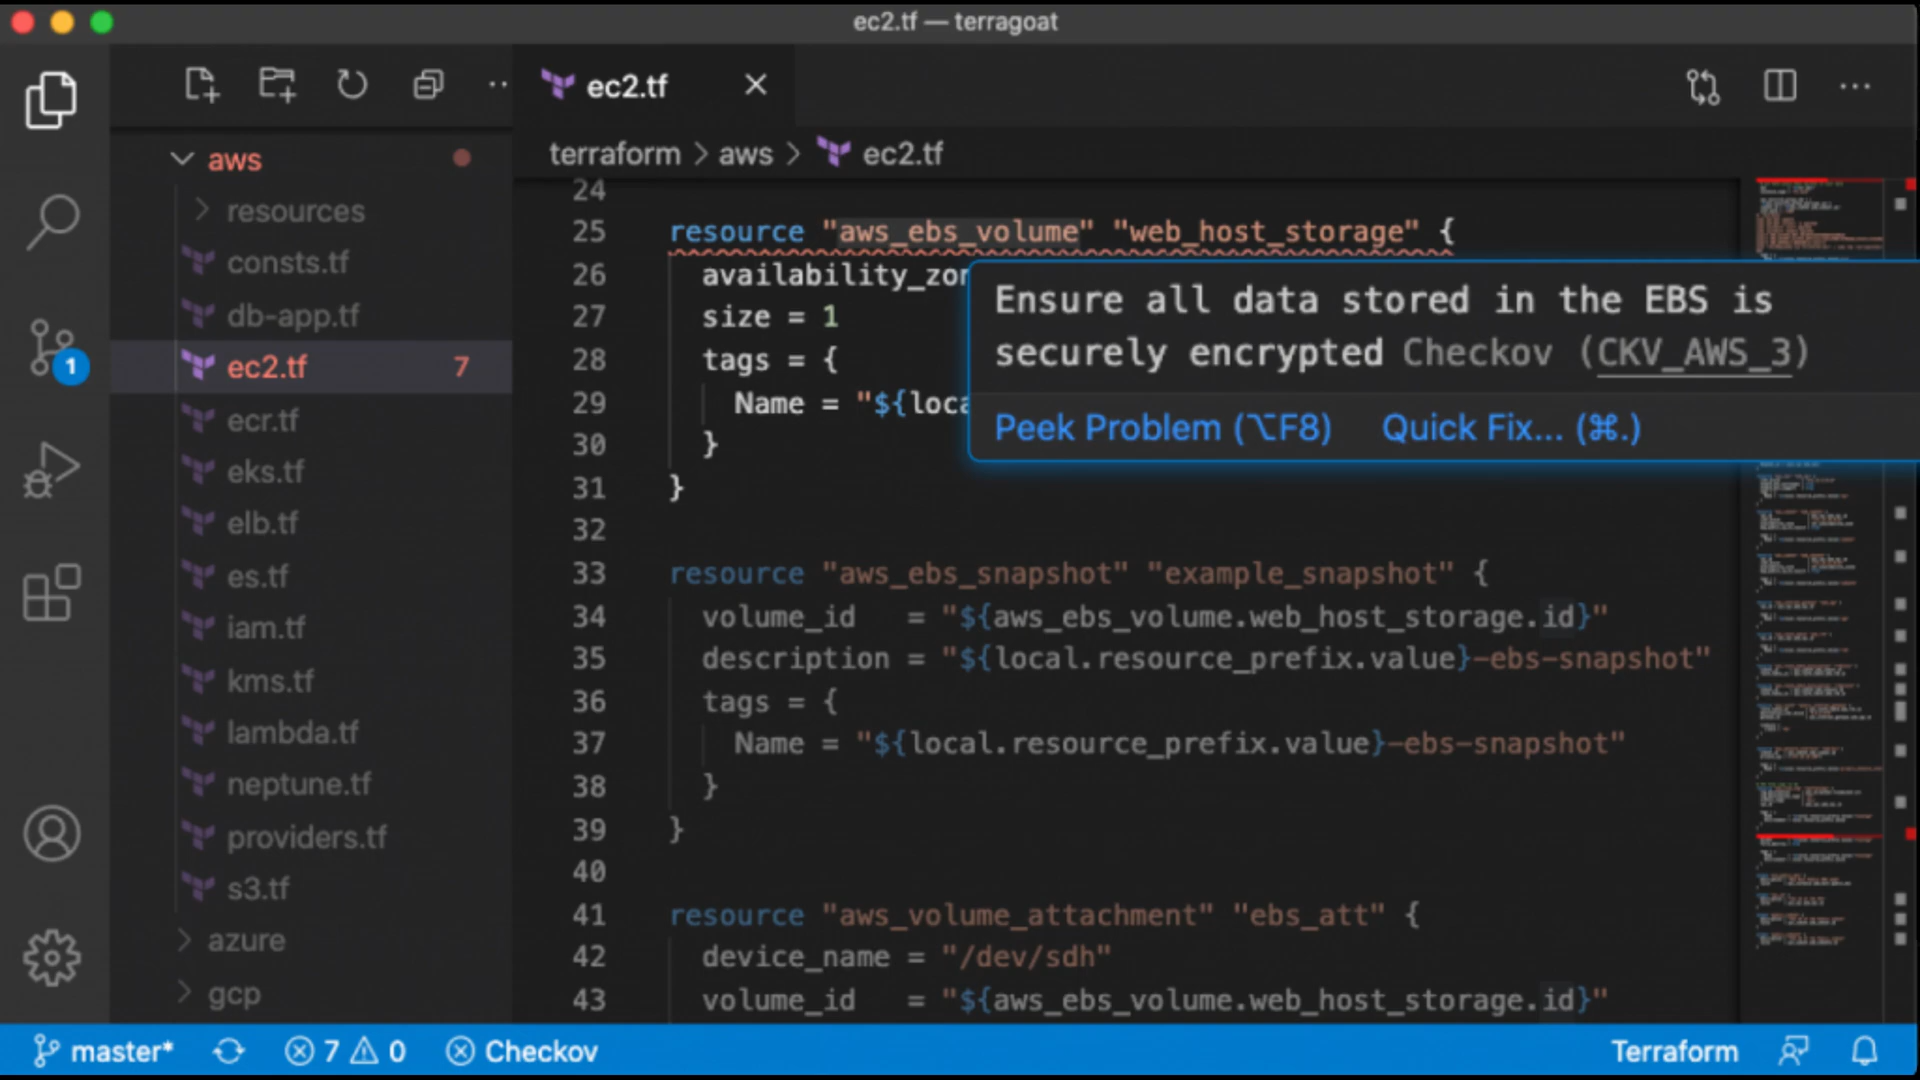 ec2.tf — terragoat
ec2.tf
terraform > aws > ec2.tf
aws
resources
consts.tf
db-app.tf
ec2.tf 7
ecr.tf
eks.tf
elb.tf
es.tf
iam.tf
kms.tf
lambda.tf
neptune.tf
providers.tf
s3.tf
azure
gcp
1
24
25 resource "aws_ebs_volume" "web_host_storage" {
26 availability_zon
27 size = 1
28 tags = {
29 Name = "${loca
30 }
31 }
32
33 resource "aws_ebs_snapshot" "example_snapshot" {
34 volume_id = "${aws_ebs_volume.web_host_storage.id}"
35 description = "${local.resource_prefix.value}-ebs-snapshot"
36 tags = {
37 Name = "${local.resource_prefix.value}-ebs-snapshot"
38 }
39 }
40
41 resource "aws_volume_attachment" "ebs_att" {
42 device_name = "/dev/sdh"
43 volume_id = "${aws_ebs_volume.web_host_storage.id}"
Ensure all data stored in the EBS is
securely encrypted Checkov (CKV_AWS_3)
Peek Problem (⌥F8) Quick Fix... (⌘.)
master* 7 0 Checkov Terraform